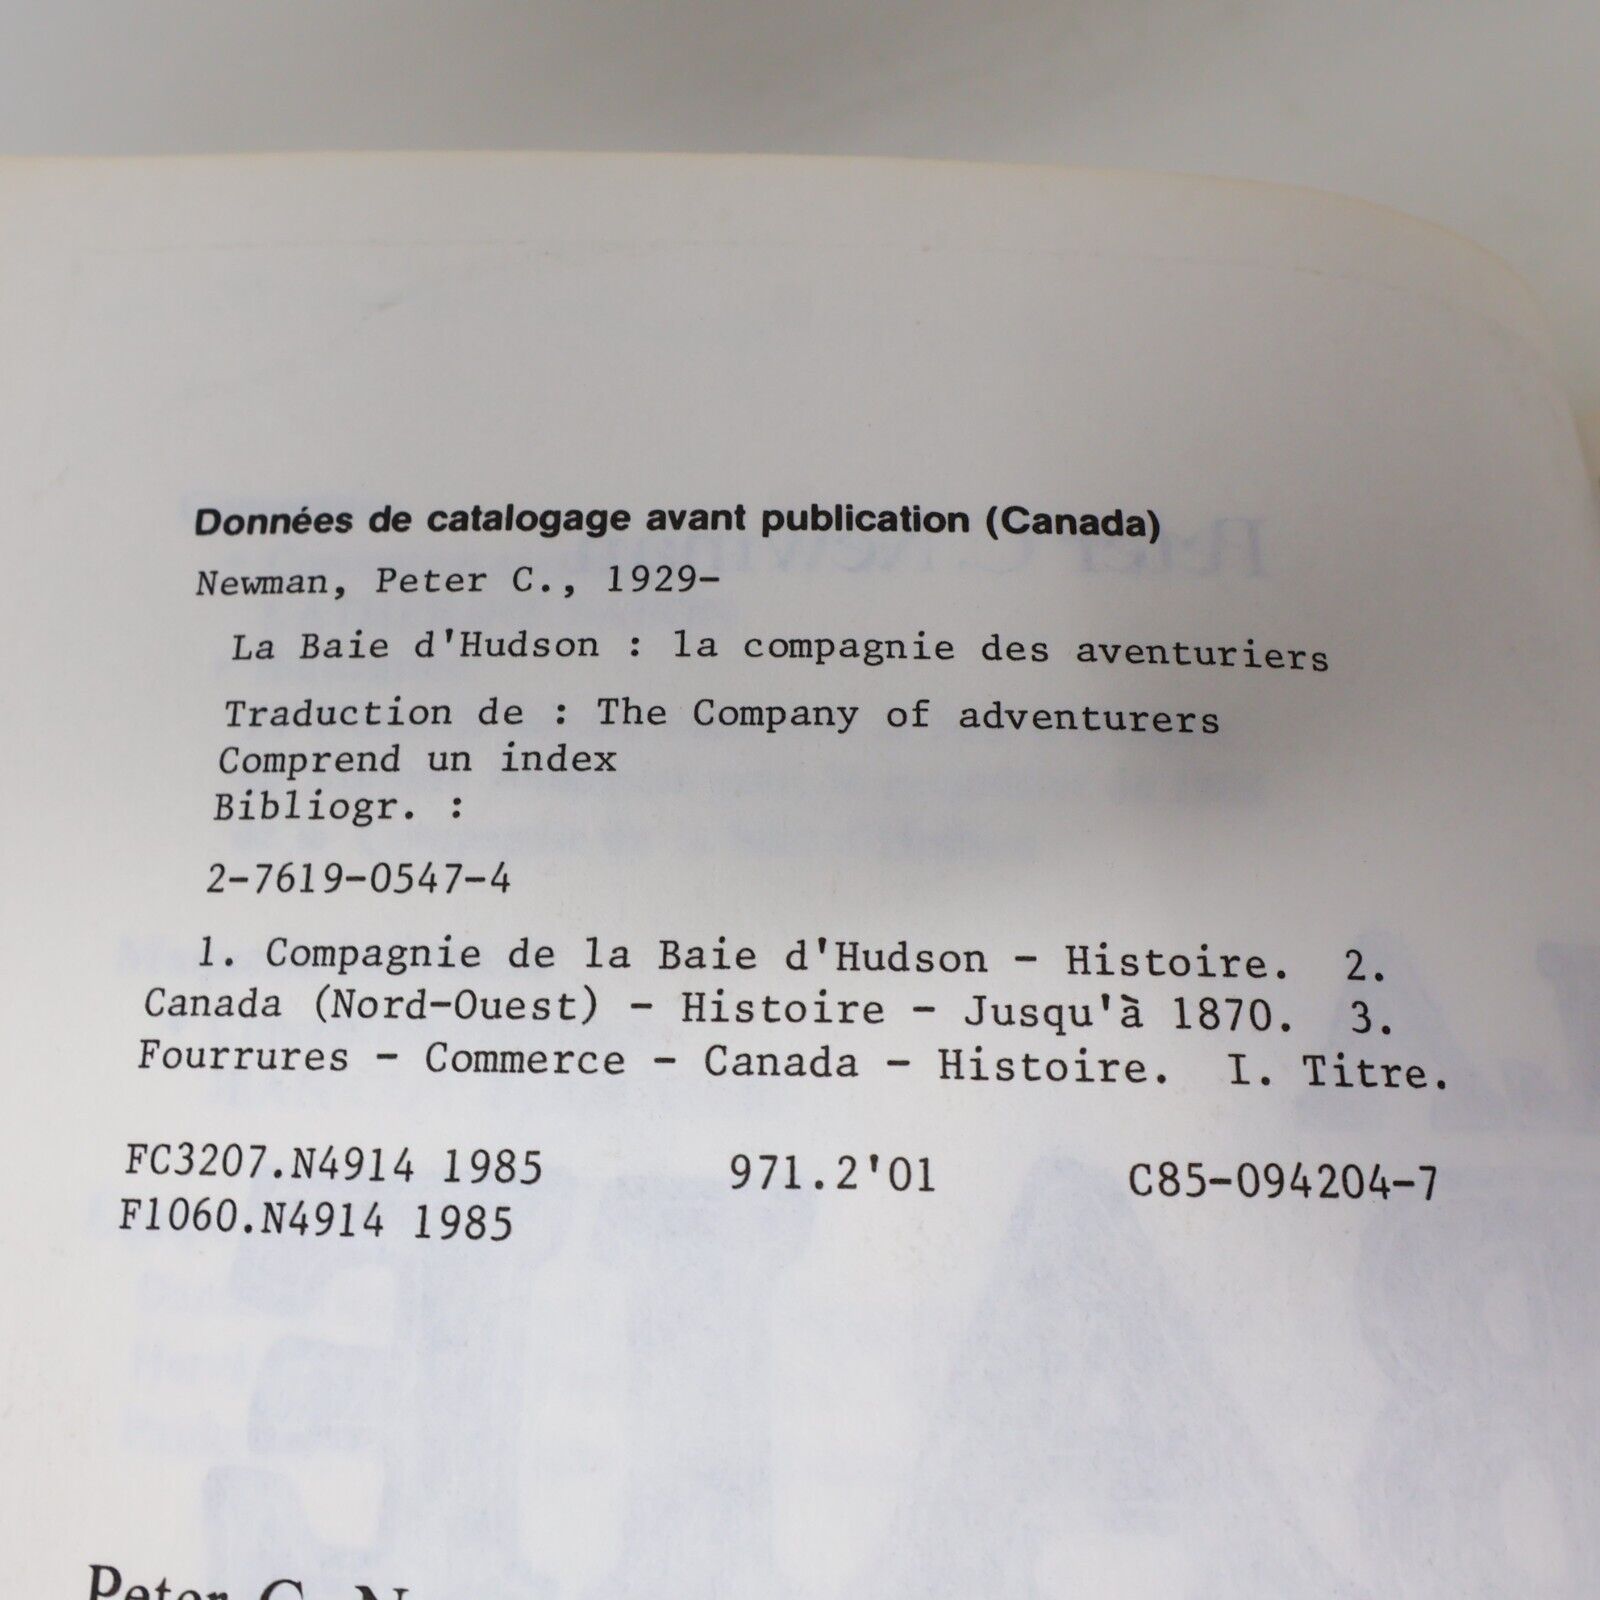 Données de catalogage avant publication (Canada)
Newman, Peter C., 1929-
La Baie d'Hudson : la compagnie des aventuriers
Traduction de : The Company of adventurers
Comprend un index
Bibliogr. :
2-7619-0547-4
1. Compagnie de la Baie d'Hudson - Histoire. 2.
Canada (Nord-Ouest) - Histoire - Jusqu'à 1870. 3.
Fourrures - Commerce - Canada - Histoire. I. Titre.
FC3207.N4914 1985 971.2'01 C85-094204-7
F1060.N4914 1985
Peter C.